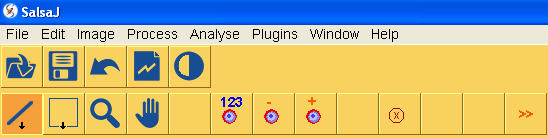 SalsaJ
File Edit Image Process Analyse Plugins Window Help
123 - + x >>